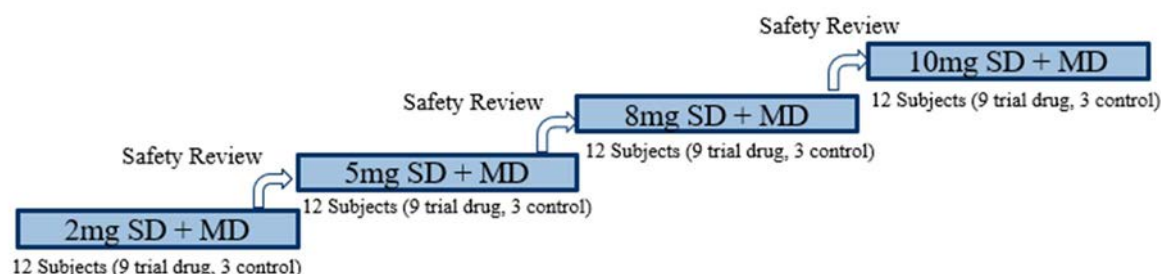 Safety Review
10mg SD + MD
12 Subjects (9 trial drug, 3 control)
Safety Review
8mg SD + MD
12 Subjects (9 trial drug, 3 control)
Safety Review
5mg SD + MD
12 Subjects (9 trial drug, 3 control)
2mg SD + MD
12 Subjects (9 trial drug, 3 control)